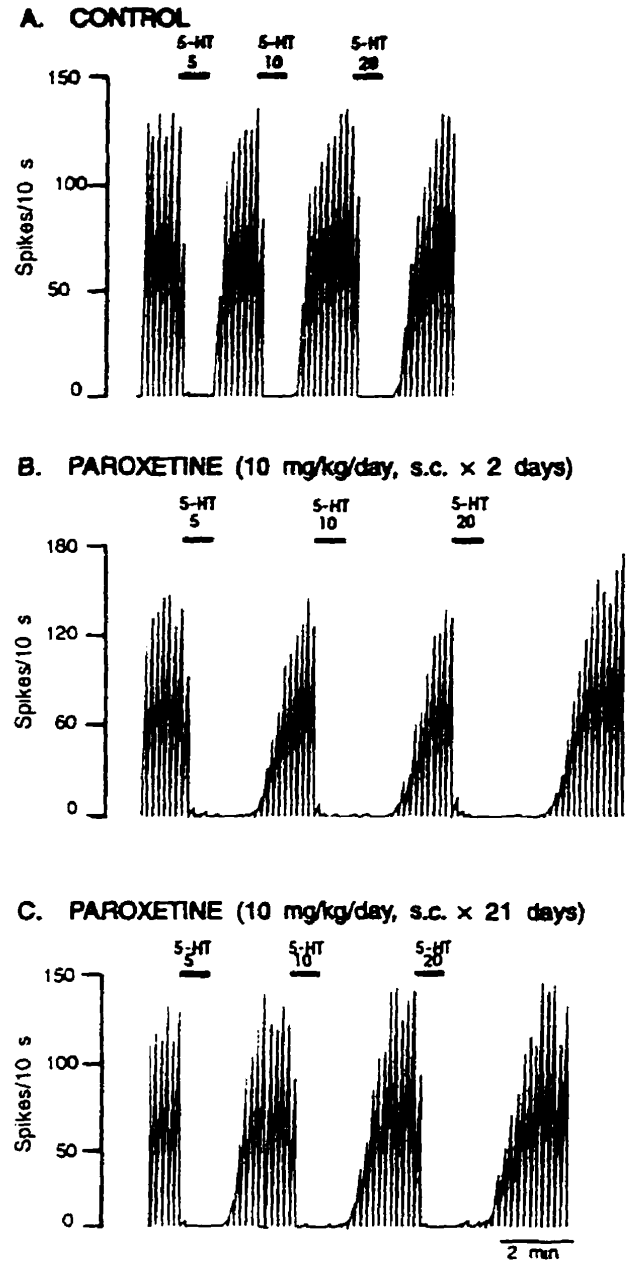 A. CONTROL
5-HT 5-HT 5-HT
5 10 20
150
100
50
0
Spikes/10 s
B. PAROXETINE (10 mg/kg/day, s.c. × 2 days)
5-HT 5-HT 5-HT
5 10 20
180
120
60
0
Spikes/10 s
C. PAROXETINE (10 mg/kg/day, s.c. × 21 days)
5-HT 5-HT 5-HT
5 10 20
150
100
50
0
Spikes/10 s
2 min